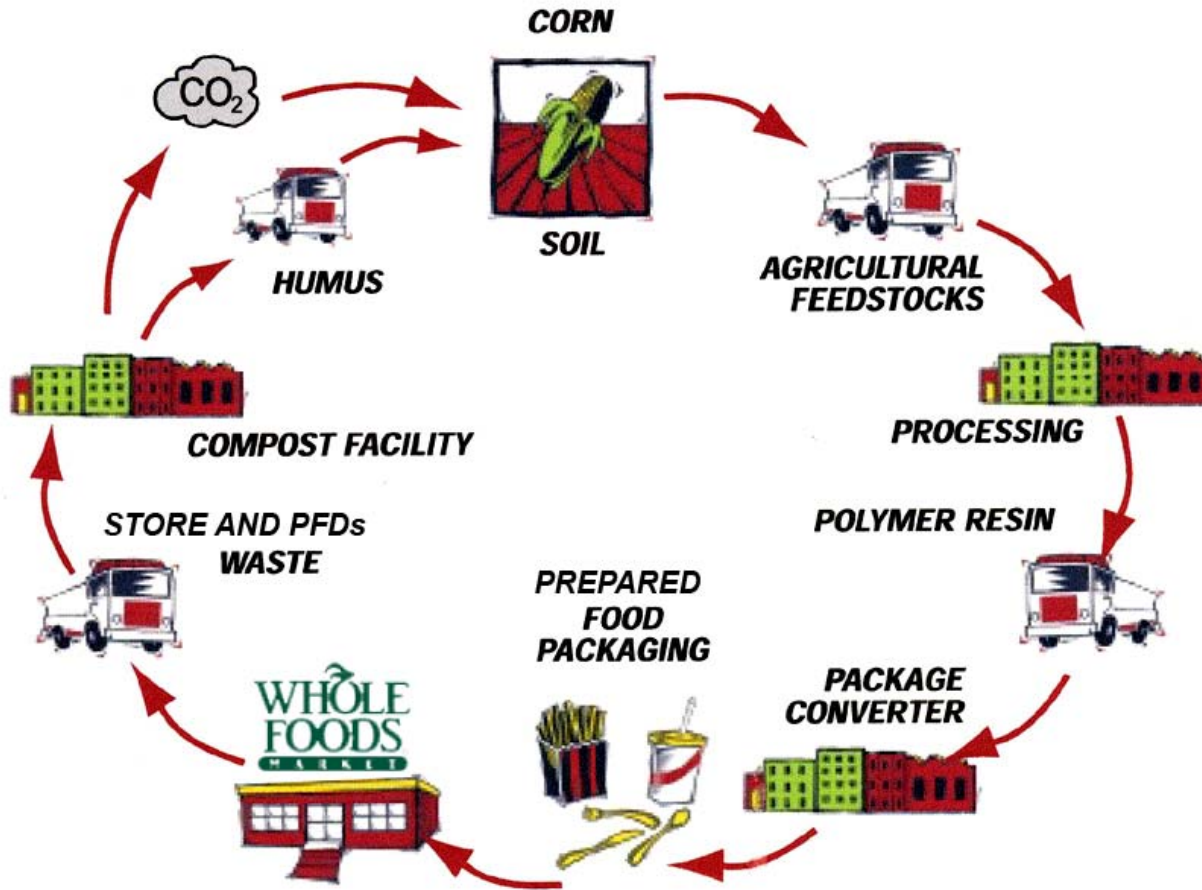 CORN
CO2
SOIL
HUMUS
AGRICULTURAL
FEEDSTOCKS
PROCESSING
COMPOST FACILITY
POLYMER RESIN
STORE AND PFDs
WASTE
PREPARED
FOOD
PACKAGING
PACKAGE
CONVERTER
WHOLE
FOODS
MARKET